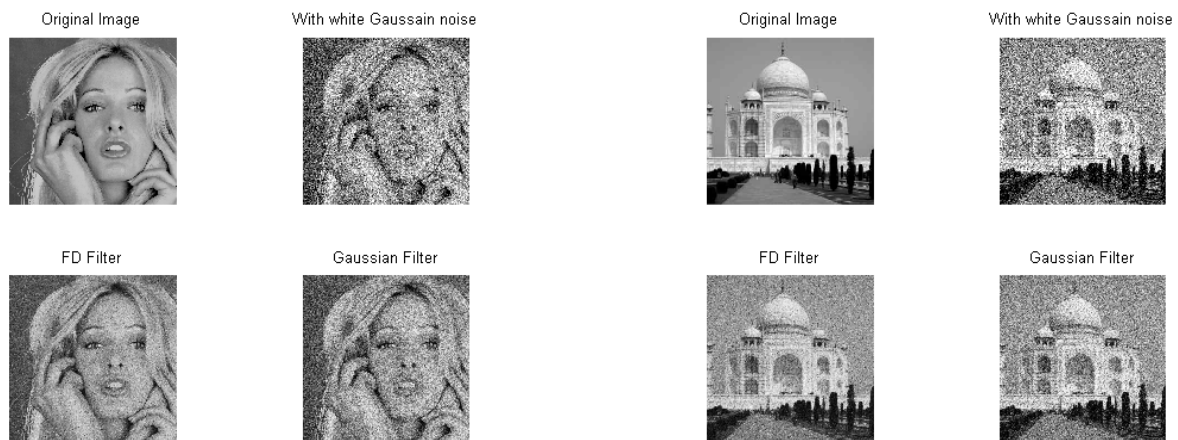 Original Image
With white Gaussain noise
Original Image
With white Gaussain noise
FD Filter
Gaussian Filter
FD Filter
Gaussian Filter